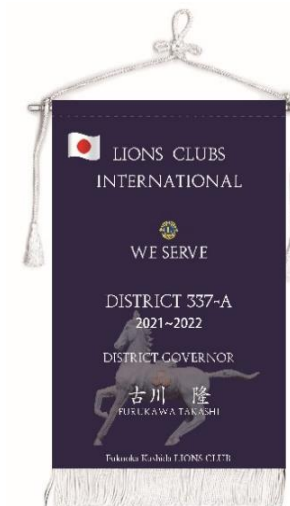 LIONS CLUBS
INTERNATIONAL
L
WE SERVE
DISTRICT 337-A
2021~2022
DISTRICT GOVERNOR
古川 隆
FURUKAWA TAKASHI
Fukuoka Kushida LIONS CLUB